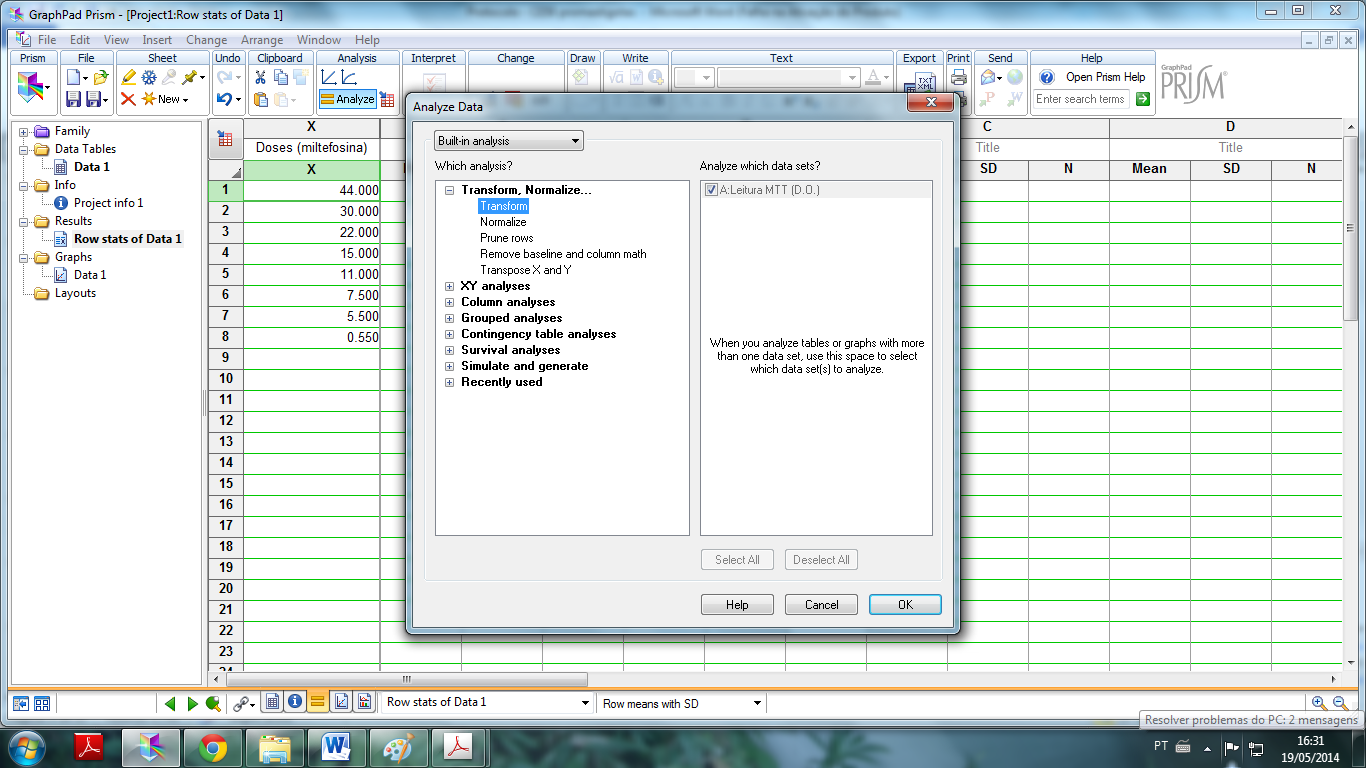 GraphPad Prism - [Project1:Row stats of Data 1]
File Edit View Insert Change Arrange Window Help
Prism File Sheet Undo Clipboard Analysis Interpret Change Draw Write Text Export Print Send Help
New
Analyze
XML
Open Prism Help
Enter search terms
GraphPad
PRISM
Family
Data Tables
Data 1
Info
Project info 1
Results
Row stats of Data 1
Graphs
Data 1
Layouts
X C D
Doses (miltefosina) Title Title
X SD N Mean SD N
1 44.000
2 30.000
3 22.000
4 15.000
5 11.000
6 7.500
7 5.500
8 0.550
9
10
11
12
13
14
15
16
17
18
19
20
21
22
23
24
Analyze Data
Built-in analysis
Which analysis?
Transform, Normalize...
Transform
Normalize
Prune rows
Remove baseline and column math
Transpose X and Y
XY analyses
Column analyses
Grouped analyses
Contingency table analyses
Survival analyses
Simulate and generate
Recently used
Analyze which data sets?
A:Leitura MTT (D.O.)
When you analyze tables or graphs with more
than one data set, use this space to select
which data set(s) to analyze.
Select All Deselect All
Help Cancel OK
Row stats of Data 1 Row means with SD
Resolver problemas do PC: 2 mensagens
PT
16:31
19/05/2014